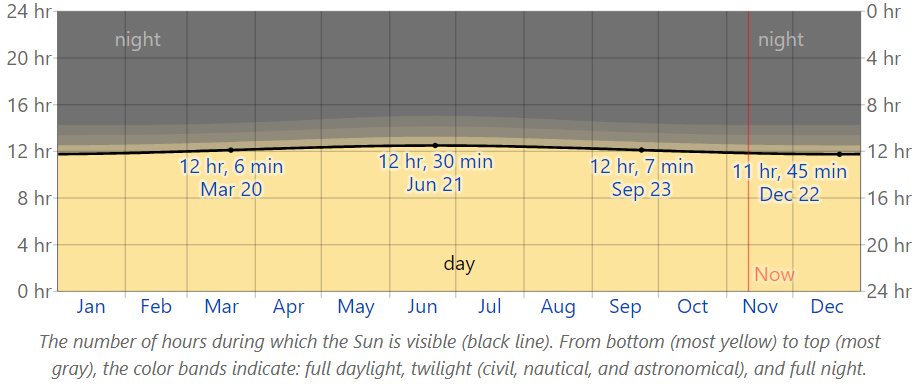 24 hr
0 hr
night
night
20 hr
4 hr
16 hr
8 hr
12 hr
12 hr
12 hr, 6 min
Mar 20
12 hr, 30 min
Jun 21
12 hr, 7 min
Sep 23
11 hr, 45 min
Dec 22
8 hr
16 hr
4 hr
20 hr
day
Now
0 hr
24 hr
Jan Feb Mar Apr May Jun Jul Aug Sep Oct Nov Dec
The number of hours during which the Sun is visible (black line). From bottom (most yellow) to top (most
gray), the color bands indicate: full daylight, twilight (civil, nautical, and astronomical), and full night.